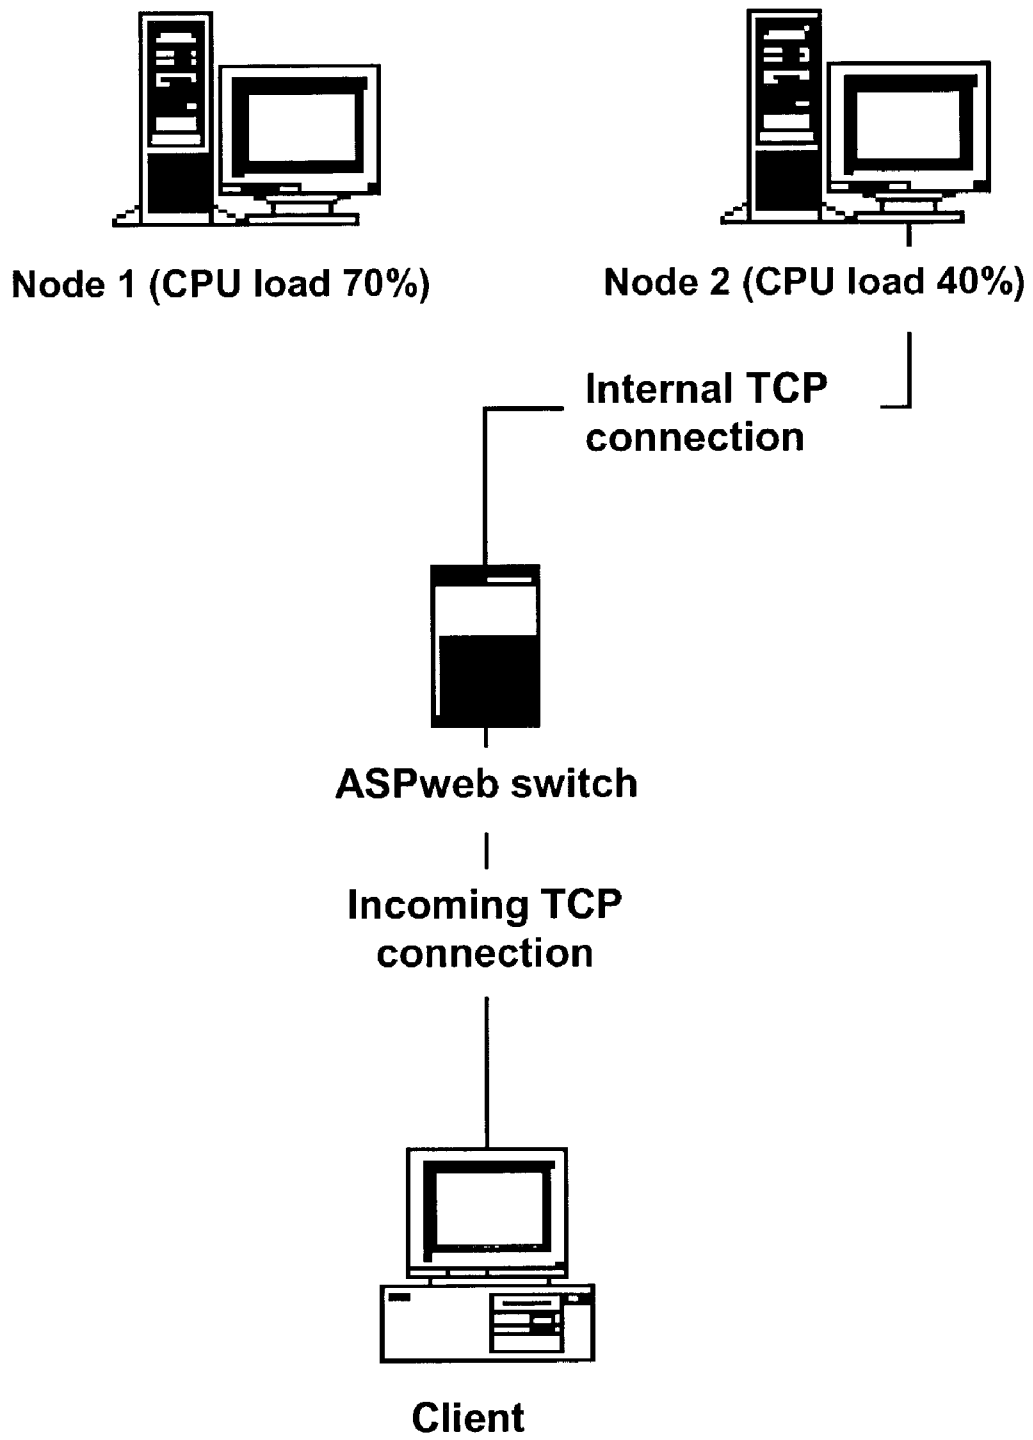 Node 1 (CPU load 70%)
Node 2 (CPU load 40%)
Internal TCP
connection
ASPweb switch
Incoming TCP
connection
Client